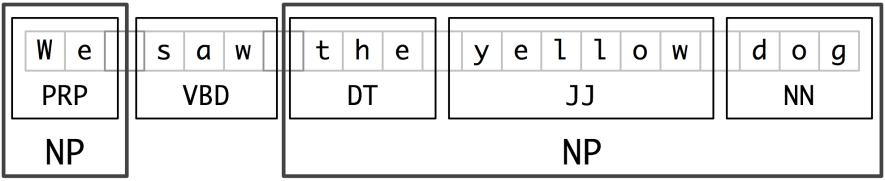 We saw the yellow dog
PRP VBD DT JJ NN
NP NP